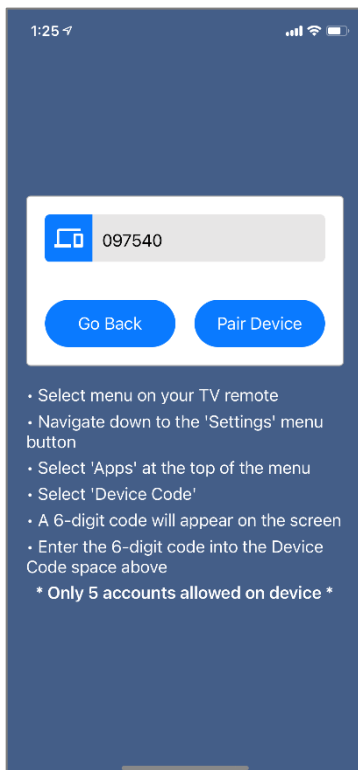 1:25
097540
Go Back
Pair Device
• Select menu on your TV remote
• Navigate down to the 'Settings' menu
button
• Select 'Apps' at the top of the menu
• Select 'Device Code'
• A 6-digit code will appear on the screen
• Enter the 6-digit code into the Device
Code space above
* Only 5 accounts allowed on device *